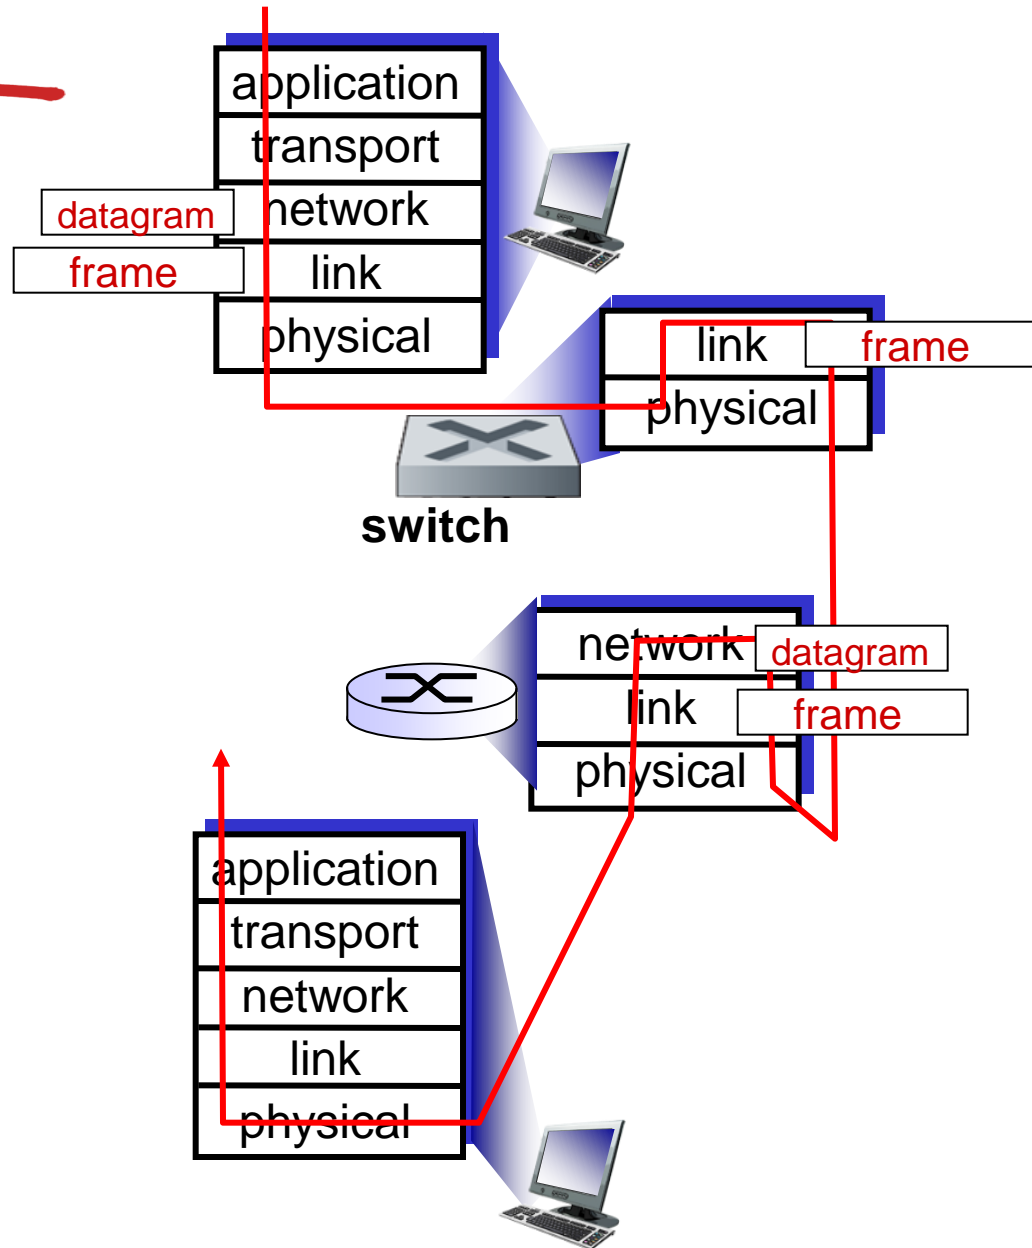 application
transport
datagram
network
frame
link
physical
link
frame
physical
switch
network
datagram
link
frame
physical
application
transport
network
link
physical